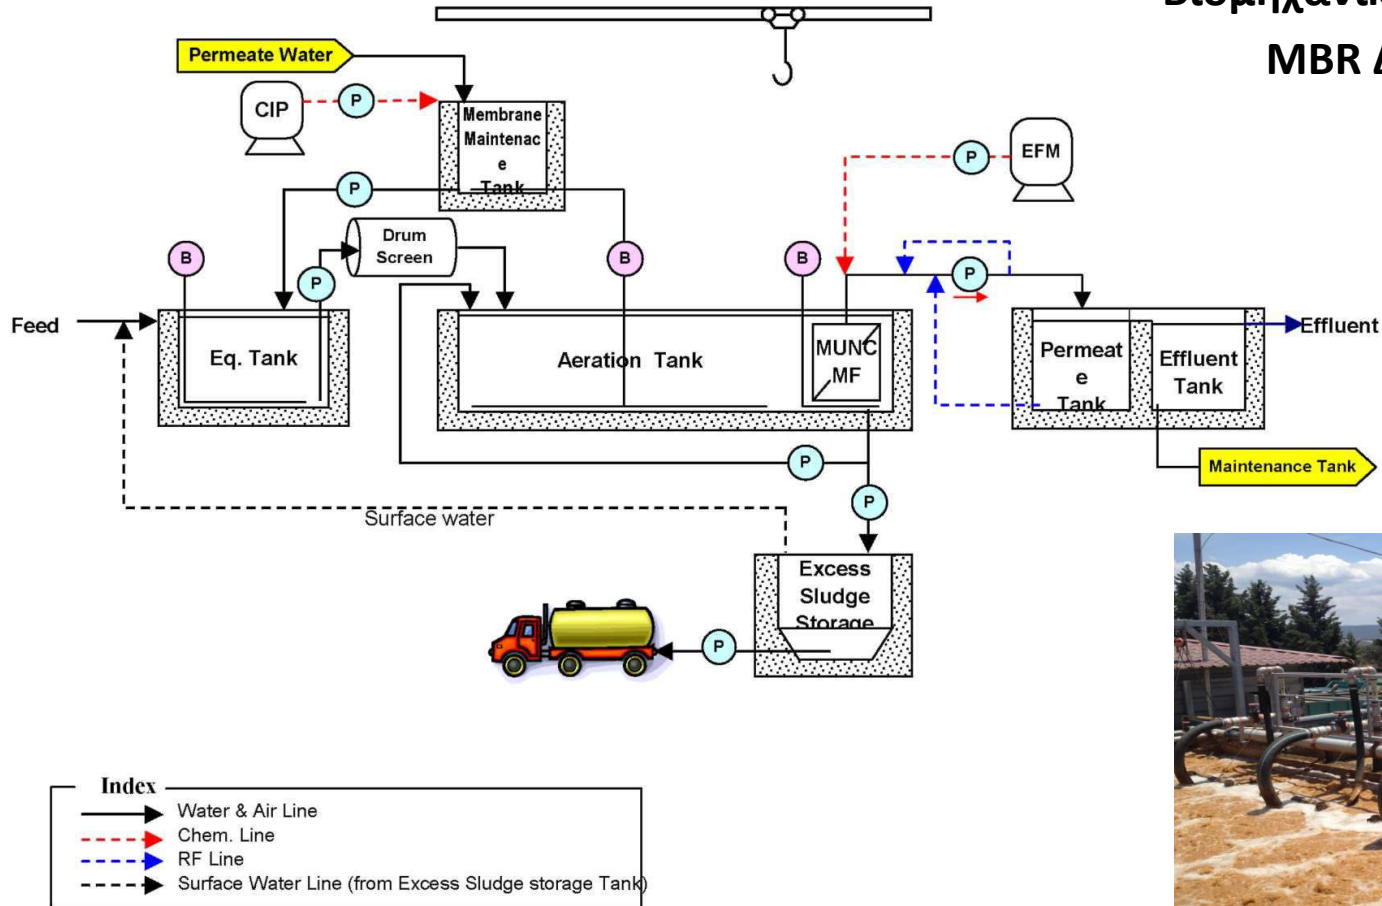 MBR
Permeate Water
CIP
P
Membrane
Maintenac
e
Tank
P
EFM
P
Drum
Screen
B
P
B
B
P
Feed
Eq. Tank
Aeration Tank
MUNC
MF
Permeat
e
Tank
Effluent
Tank
Effluent
P
Maintenance Tank
P
Surface water
Excess
Sludge
Storage
P
Index
Water & Air Line
Chem. Line
RF Line
Surface Water Line (from Excess Sludge storage Tank)